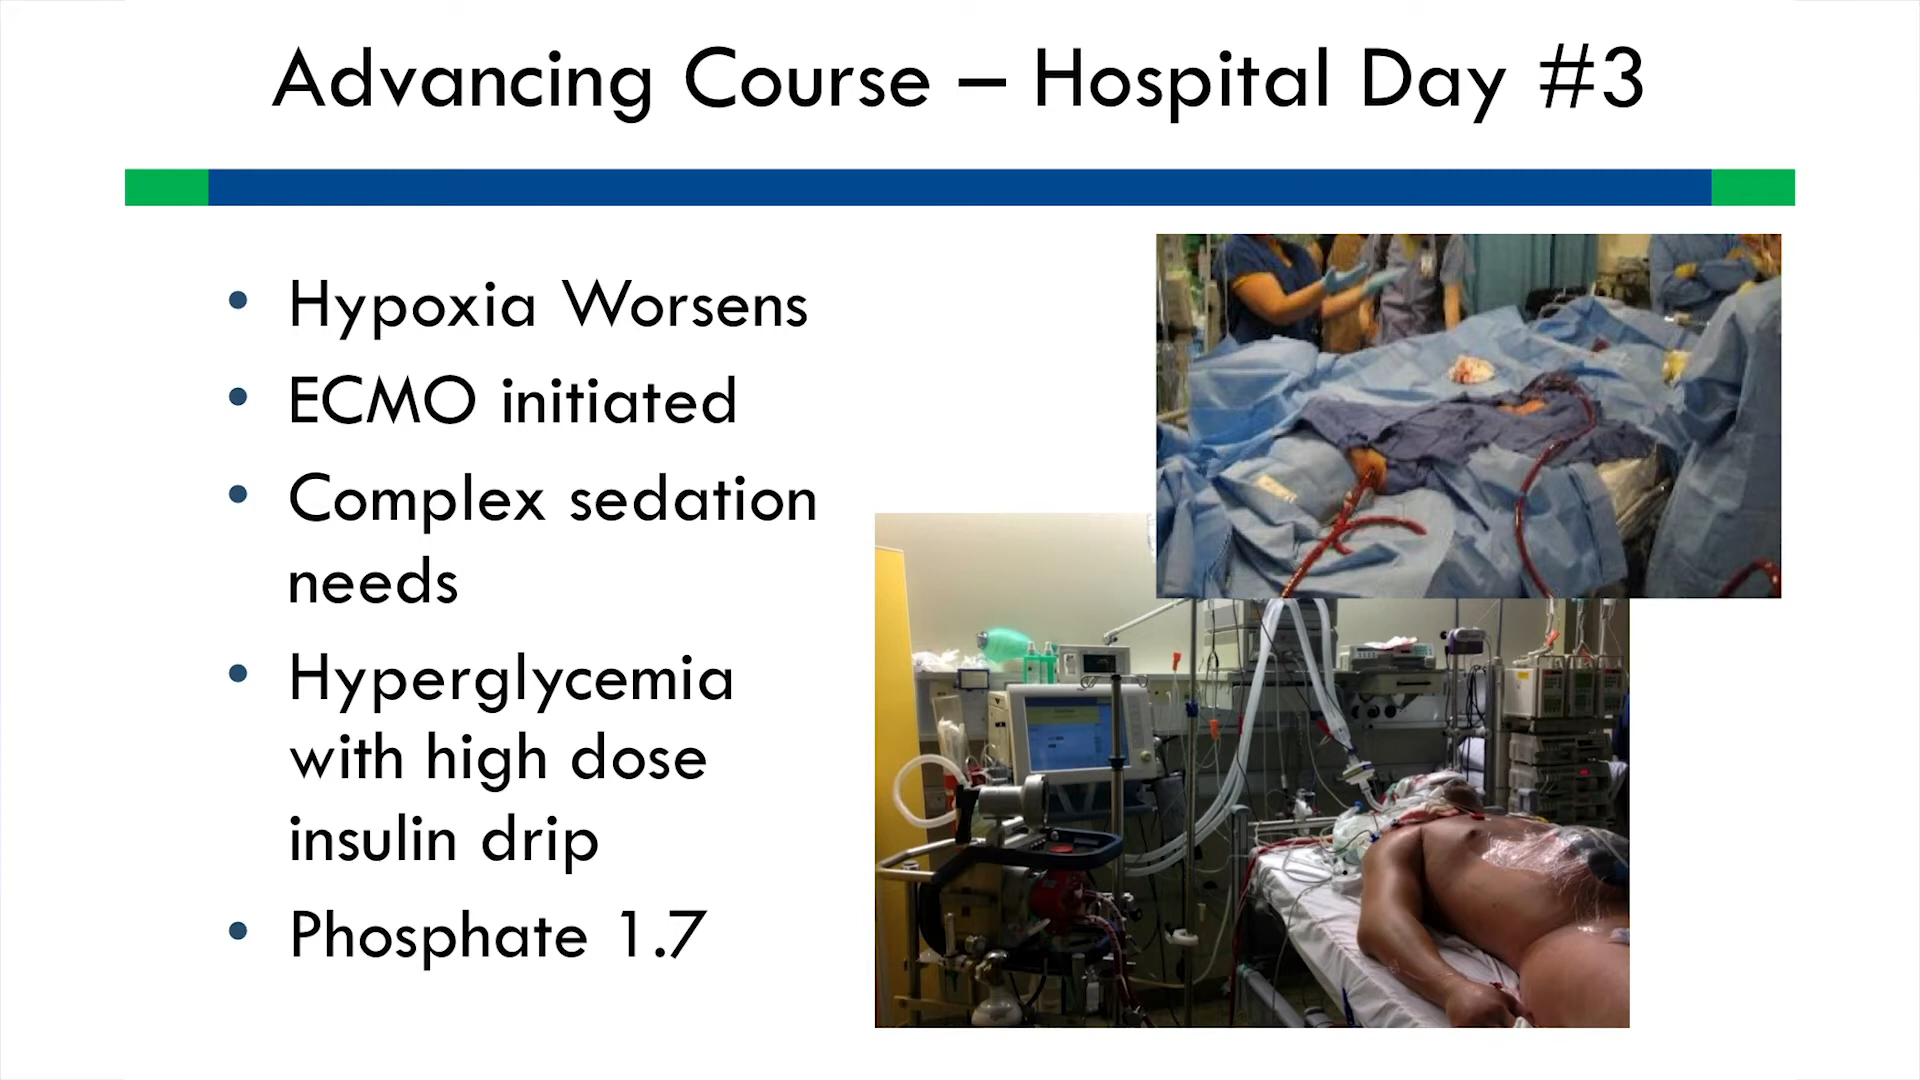 Advancing Course – Hospital Day #3
• Hypoxia Worsens
• ECMO initiated
• Complex sedation
needs
• Hyperglycemia
with high dose
insulin drip
• Phosphate 1.7